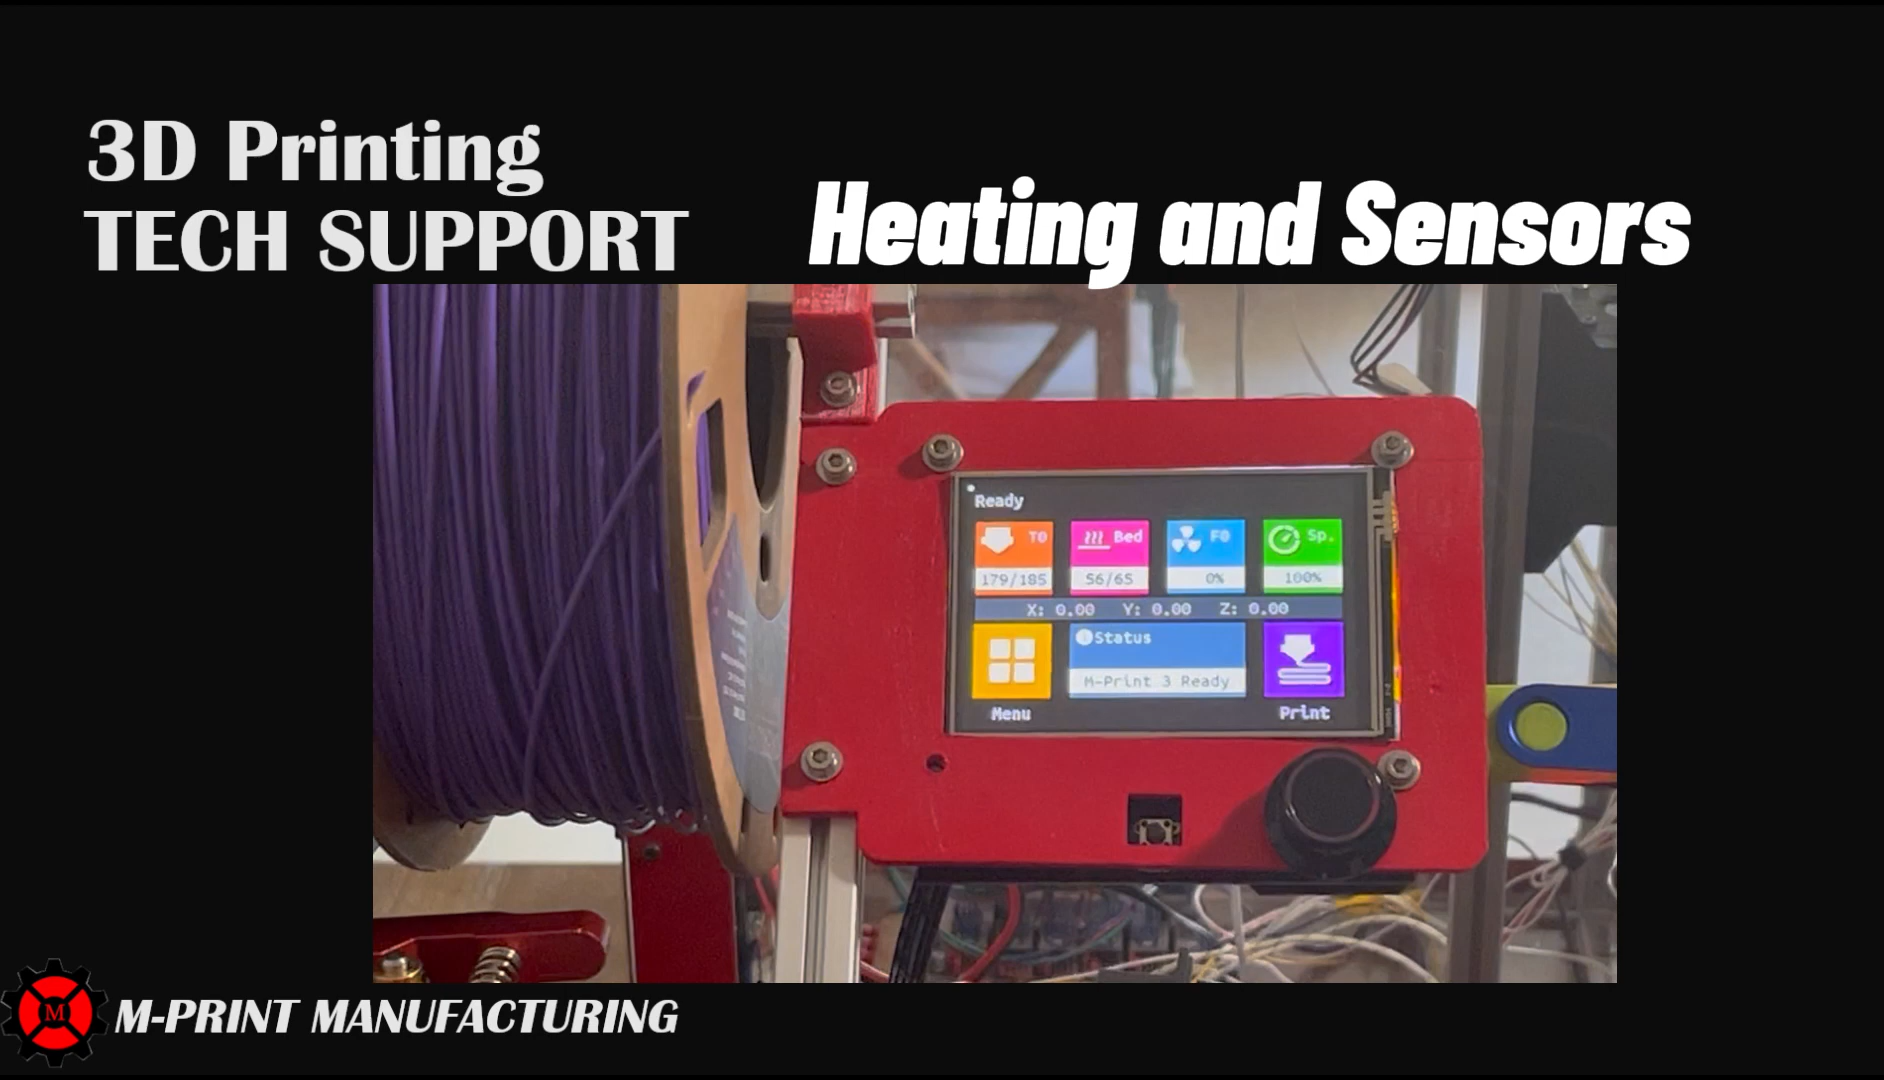 3D Printing
TECH SUPPORT
Heating and Sensors
Ready
T0
Bed
F0
Sp.
179/185
56/65
0%
100%
X: 0.00 Y: 0.00 Z: 0.00
Status
M-Print 3 Ready
Menu
Print
M
M-PRINT MANUFACTURING